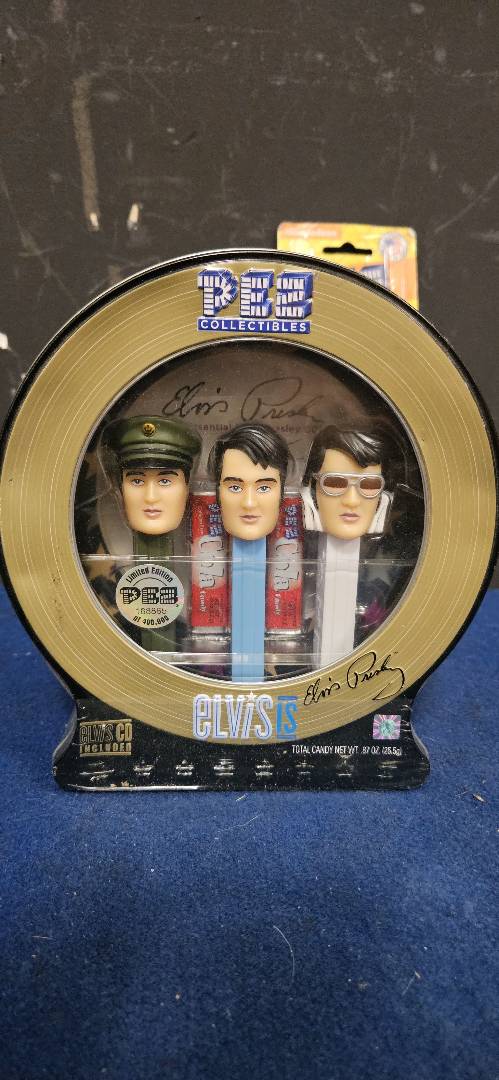 PEZ
COLLECTIBLES
Elvis Presley
Limited Edition
PEZ
of 400,000
PEZ
Cola
PEZ
Cola
ELVIS IS
Elvis Presley
ELVIS CD
INCLUDED
TOTAL CANDY NET WT. .87 OZ. (25.5g)